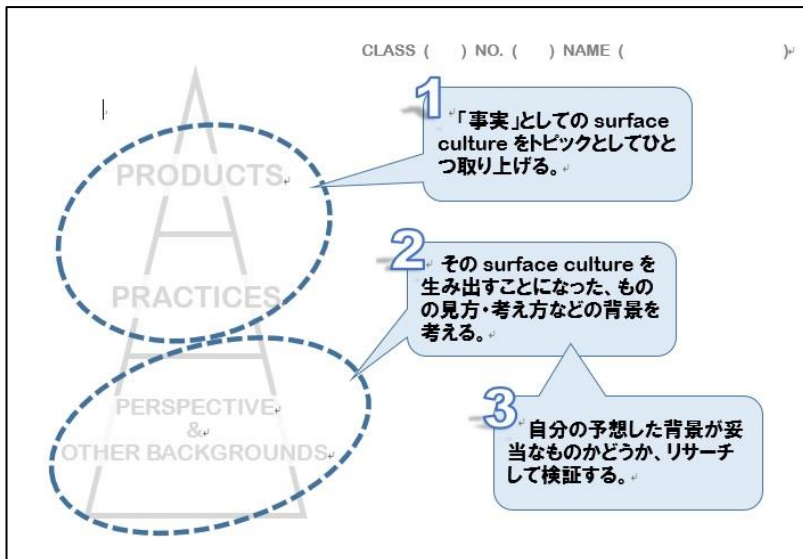 CLASS (　) NO. (　) NAME (　)
1
「事実」としての surface
culture をトピックとしてひと
つ取り上げる。
PRODUCTS
2
その surface culture を
生み出すことになった、もの
の見方・考え方などの背景を
考える。
PRACTICES
3
自分の予想した背景が妥
当なものかどうか、リサーチ
して検証する。
PERSPECTIVE
&
OTHER BACKGROUNDS